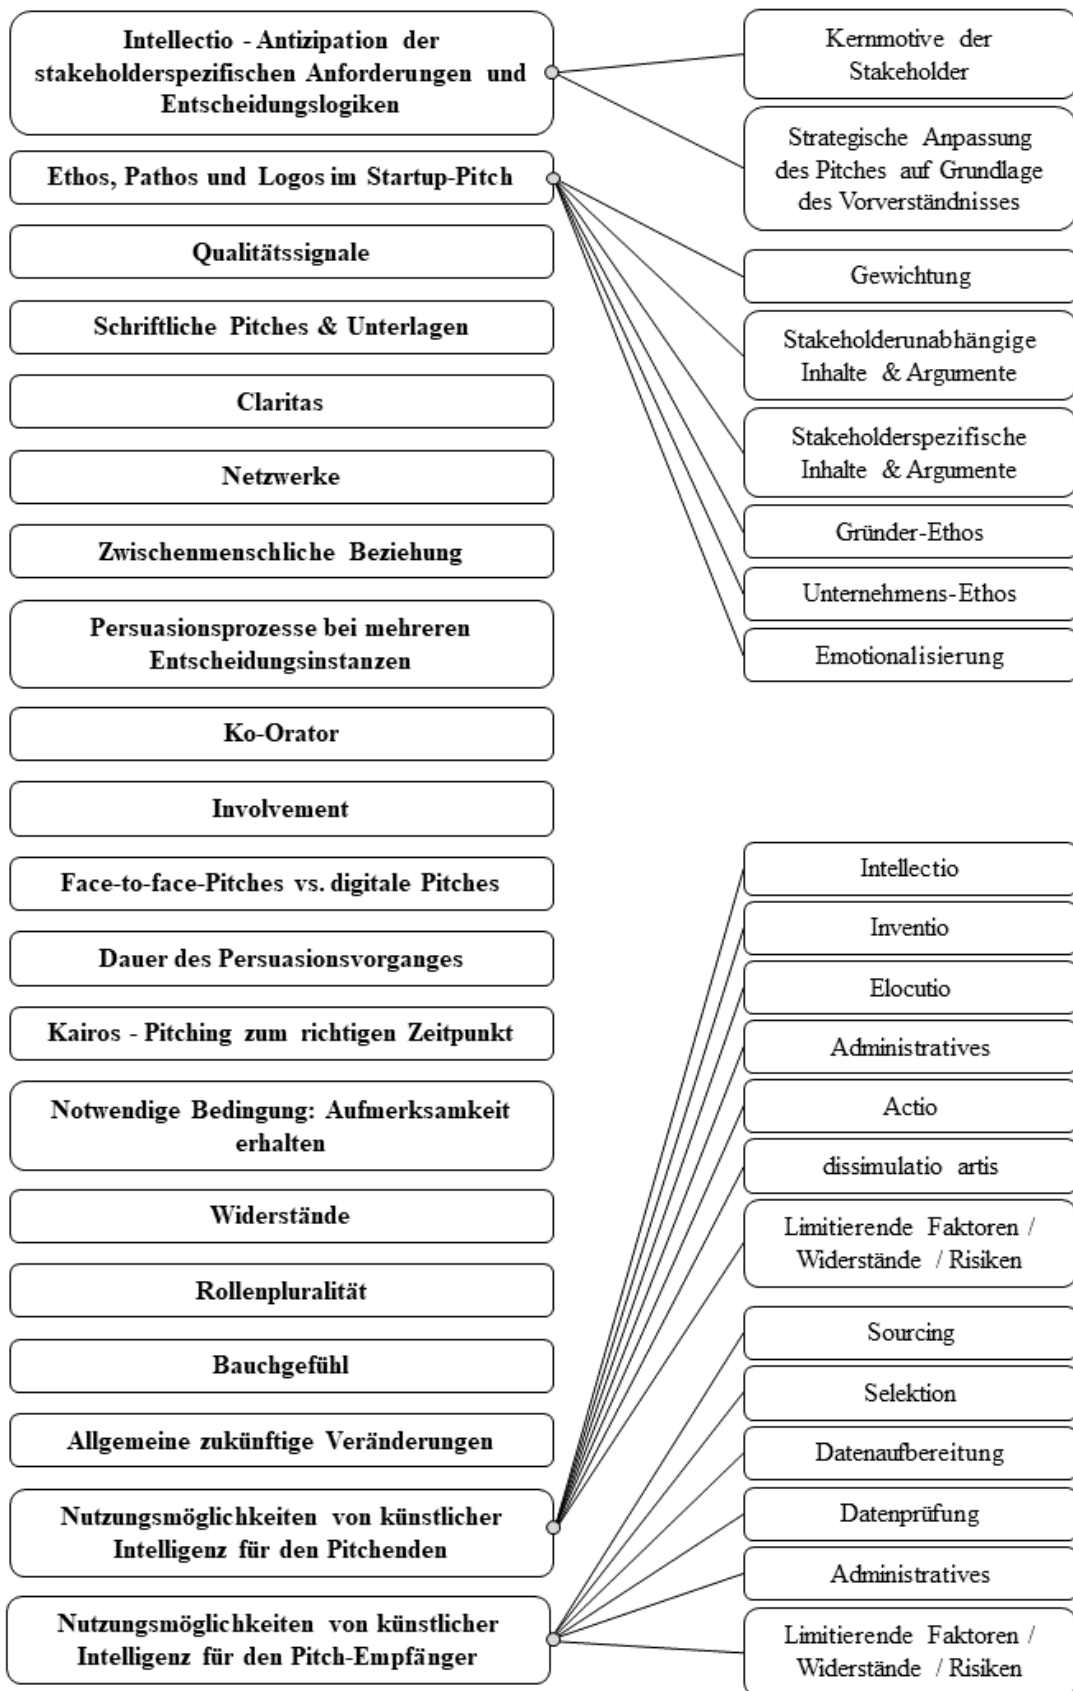 Intellectio - Antizipation der
stakeholderspezifischen Anforderungen und
Entscheidungslogiken
Ethos, Pathos und Logos im Startup-Pitch
Qualitätssignale
Schriftliche Pitches & Unterlagen
Claritas
Netzwerke
Zwischenmenschliche Beziehung
Persuasionsprozesse bei mehreren
Entscheidungsinstanzen
Ko-Orator
Involvement
Face-to-face-Pitches vs. digitale Pitches
Dauer des Persuasionsvorganges
Kairos - Pitching zum richtigen Zeitpunkt
Notwendige Bedingung: Aufmerksamkeit
erhalten
Widerstände
Rollenpluralität
Bauchgefühl
Allgemeine zukünftige Veränderungen
Nutzungsmöglichkeiten von künstlicher
Intelligenz für den Pitchenden
Nutzungsmöglichkeiten von künstlicher
Intelligenz für den Pitch-Empfänger
Kernmotive der
Stakeholder
Strategische Anpassung
des Pitches auf Grundlage
des Vorverständnisses
Gewichtung
Stakeholderunabhängige
Inhalte & Argumente
Stakeholderspezifische
Inhalte & Argumente
Gründer-Ethos
Unternehmens-Ethos
Emotionalisierung
Intellectio
Inventio
Elocutio
Administratives
Actio
dissimulatio artis
Limitierende Faktoren /
Widerstände / Risiken
Sourcing
Selektion
Datenaufbereitung
Datenprüfung
Administratives
Limitierende Faktoren /
Widerstände / Risiken